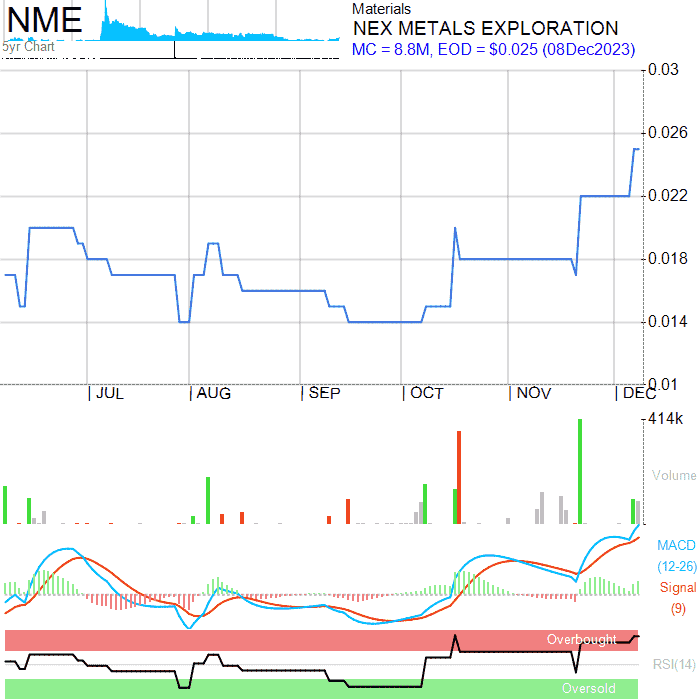 NME
5yr Chart
Materials
NEX METALS EXPLORATION
MC = 8.8M, EOD = $0.025 (08Dec2023)
0.03
0.026
0.022
0.018
0.014
0.01
JUL AUG SEP OCT NOV DEC
414k
Volume
MACD
(12-26)
Signal
(9)
Overbought
RSI(14)
Oversold